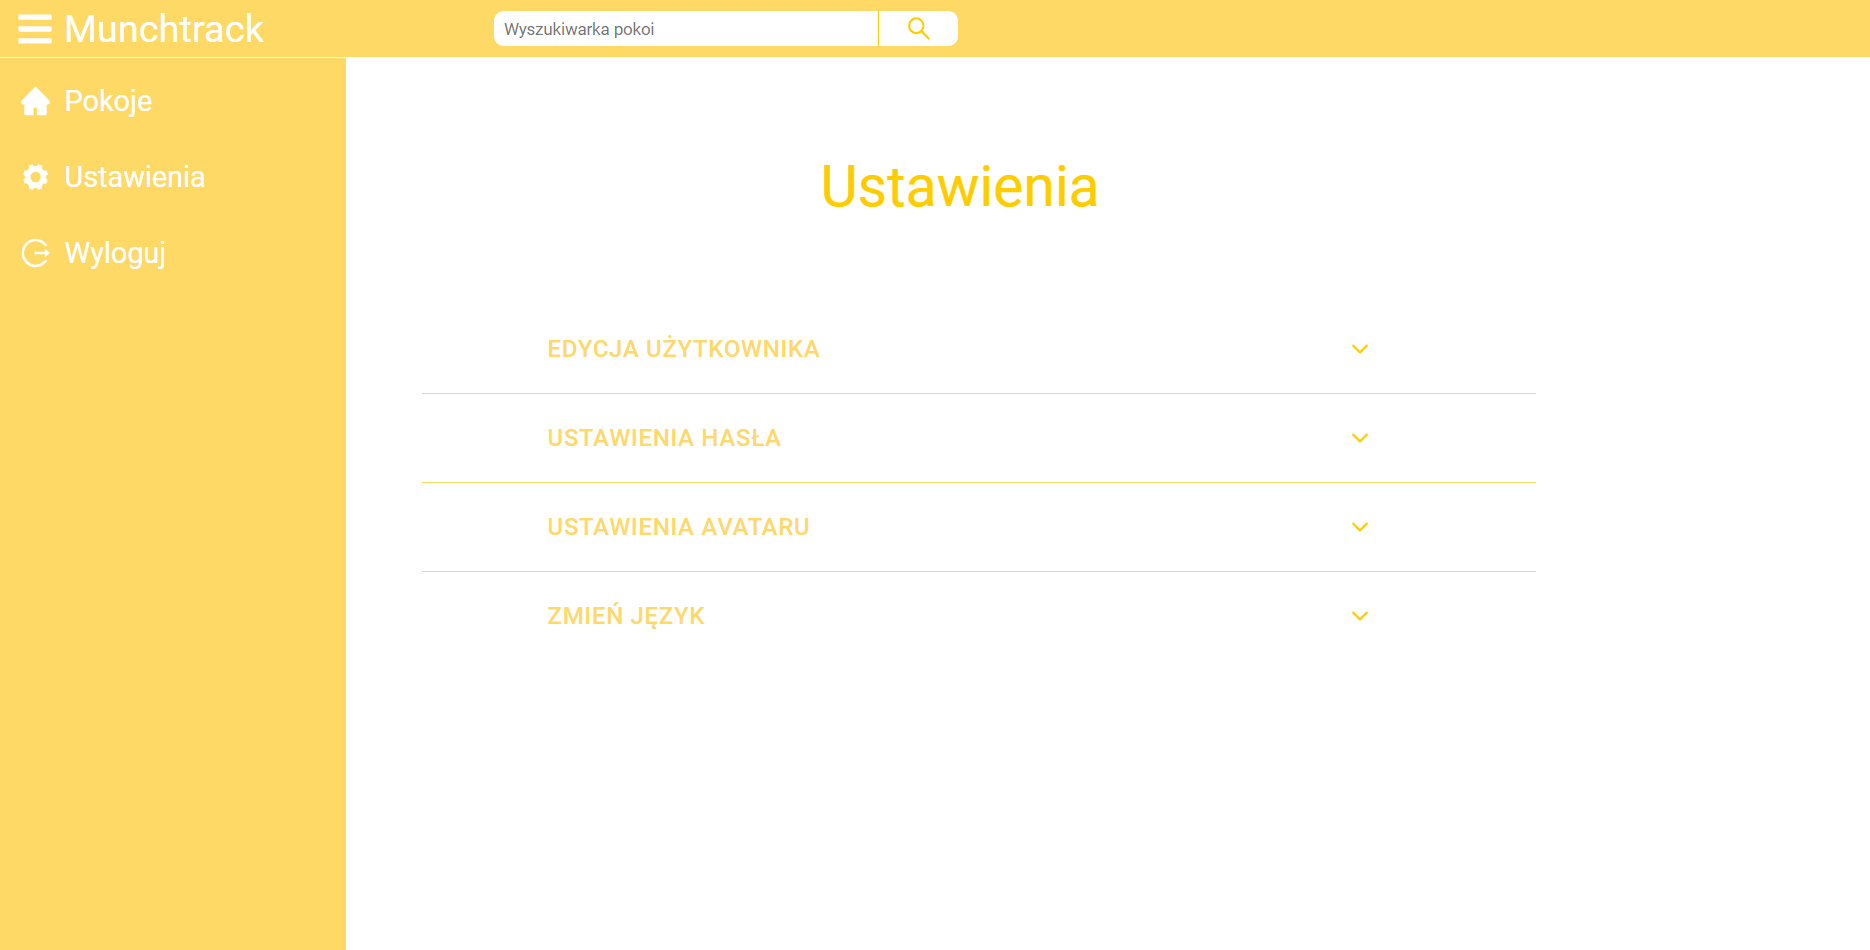 Munchtrack
Wyszukiwarka pokoi
Pokoje
Ustawienia
Wyloguj
Ustawienia
EDYCJA UŻYTKOWNIKA
USTAWIENIA HASŁA
USTAWIENIA AVATARU
ZMIEŃ JĘZYK